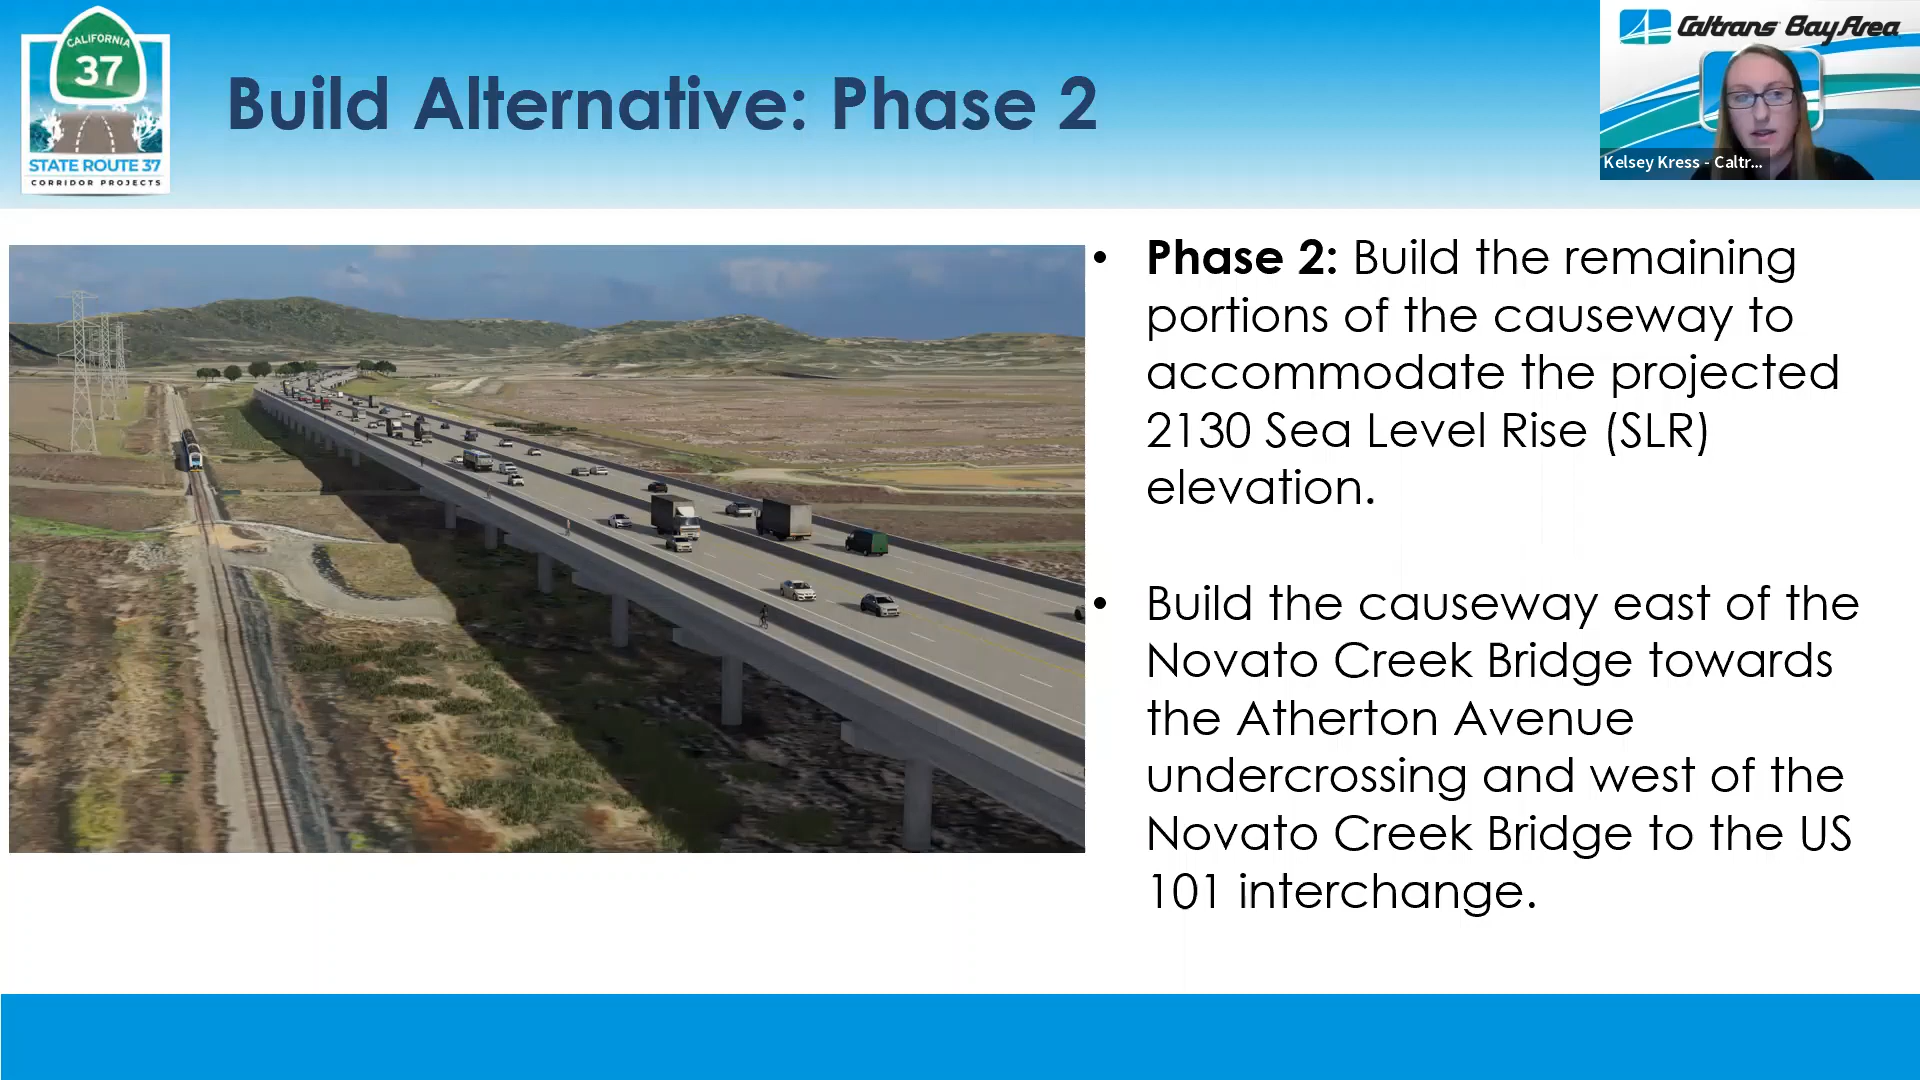 CALIFORNIA
37
STATE ROUTE 37
CORRIDOR PROJECTS
Build Alternative: Phase 2
Caltrans Bay Area
Kelsey Kress - Caltr...
• Phase 2: Build the remaining
portions of the causeway to
accommodate the projected
2130 Sea Level Rise (SLR)
elevation.
• Build the causeway east of the
Novato Creek Bridge towards
the Atherton Avenue
undercrossing and west of the
Novato Creek Bridge to the US
101 interchange.